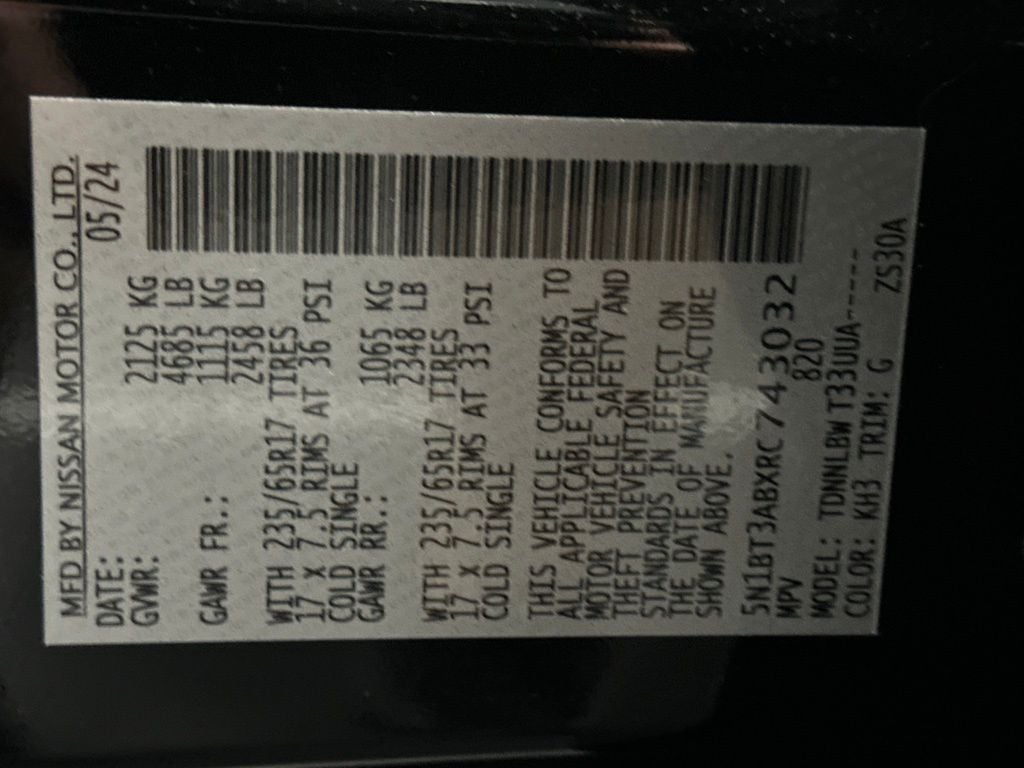 MFD BY NISSAN MOTOR CO., LTD.
DATE: 05/24
GVWR: 2125 KG
4685 LB
GAWR FR.: 1115 KG
2458 LB
WITH 235/65R17 TIRES
17 X 7.5 RIMS AT 36 PSI
COLD SINGLE
GAWR RR.: 1065 KG
2348 LB
WITH 235/65R17 TIRES
17 X 7.5 RIMS AT 33 PSI
COLD SINGLE
THIS VEHICLE CONFORMS TO
ALL APPLICABLE FEDERAL
MOTOR VEHICLE SAFETY AND
THEFT PREVENTION
STANDARDS IN EFFECT ON
THE DATE OF MANUFACTURE
SHOWN ABOVE.
5N1BT3ABXRC743032
MPV 820
MODEL: TDNNLBWT33UUA-----
COLOR: KH3 TRIM: G ZS30A